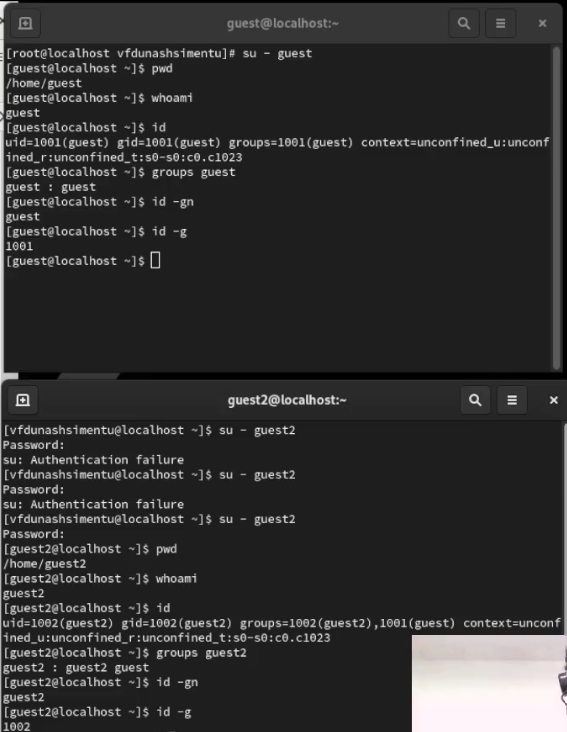 guest@localhost:~
[root@localhost vfdunashsimentu]# su - guest
[guest@localhost ~]$ pwd
/home/guest
[guest@localhost ~]$ whoami
guest
[guest@localhost ~]$ id
uid=1001(guest) gid=1001(guest) groups=1001(guest) context=unconfined_u:unconf
ined_r:unconfined_t:s0-s0:c0.c1023
[guest@localhost ~]$ groups guest
guest : guest
[guest@localhost ~]$ id -gn
guest
[guest@localhost ~]$ id -g
1001
[guest@localhost ~]$
guest2@localhost:~
[vfdunashsimentu@localhost ~]$ su - guest2
Password:
su: Authentication failure
[vfdunashsimentu@localhost ~]$ su - guest2
Password:
su: Authentication failure
[vfdunashsimentu@localhost ~]$ su - guest2
Password:
[guest2@localhost ~]$ pwd
/home/guest2
[guest2@localhost ~]$ whoami
guest2
[guest2@localhost ~]$ id
uid=1002(guest2) gid=1002(guest2) groups=1002(guest2),1001(guest) context=unconf
ined_u:unconfined_r:unconfined_t:s0-s0:c0.c1023
[guest2@localhost ~]$ groups guest2
guest2 : guest2 guest
[guest2@localhost ~]$ id -gn
guest2
[guest2@localhost ~]$ id -g
1002